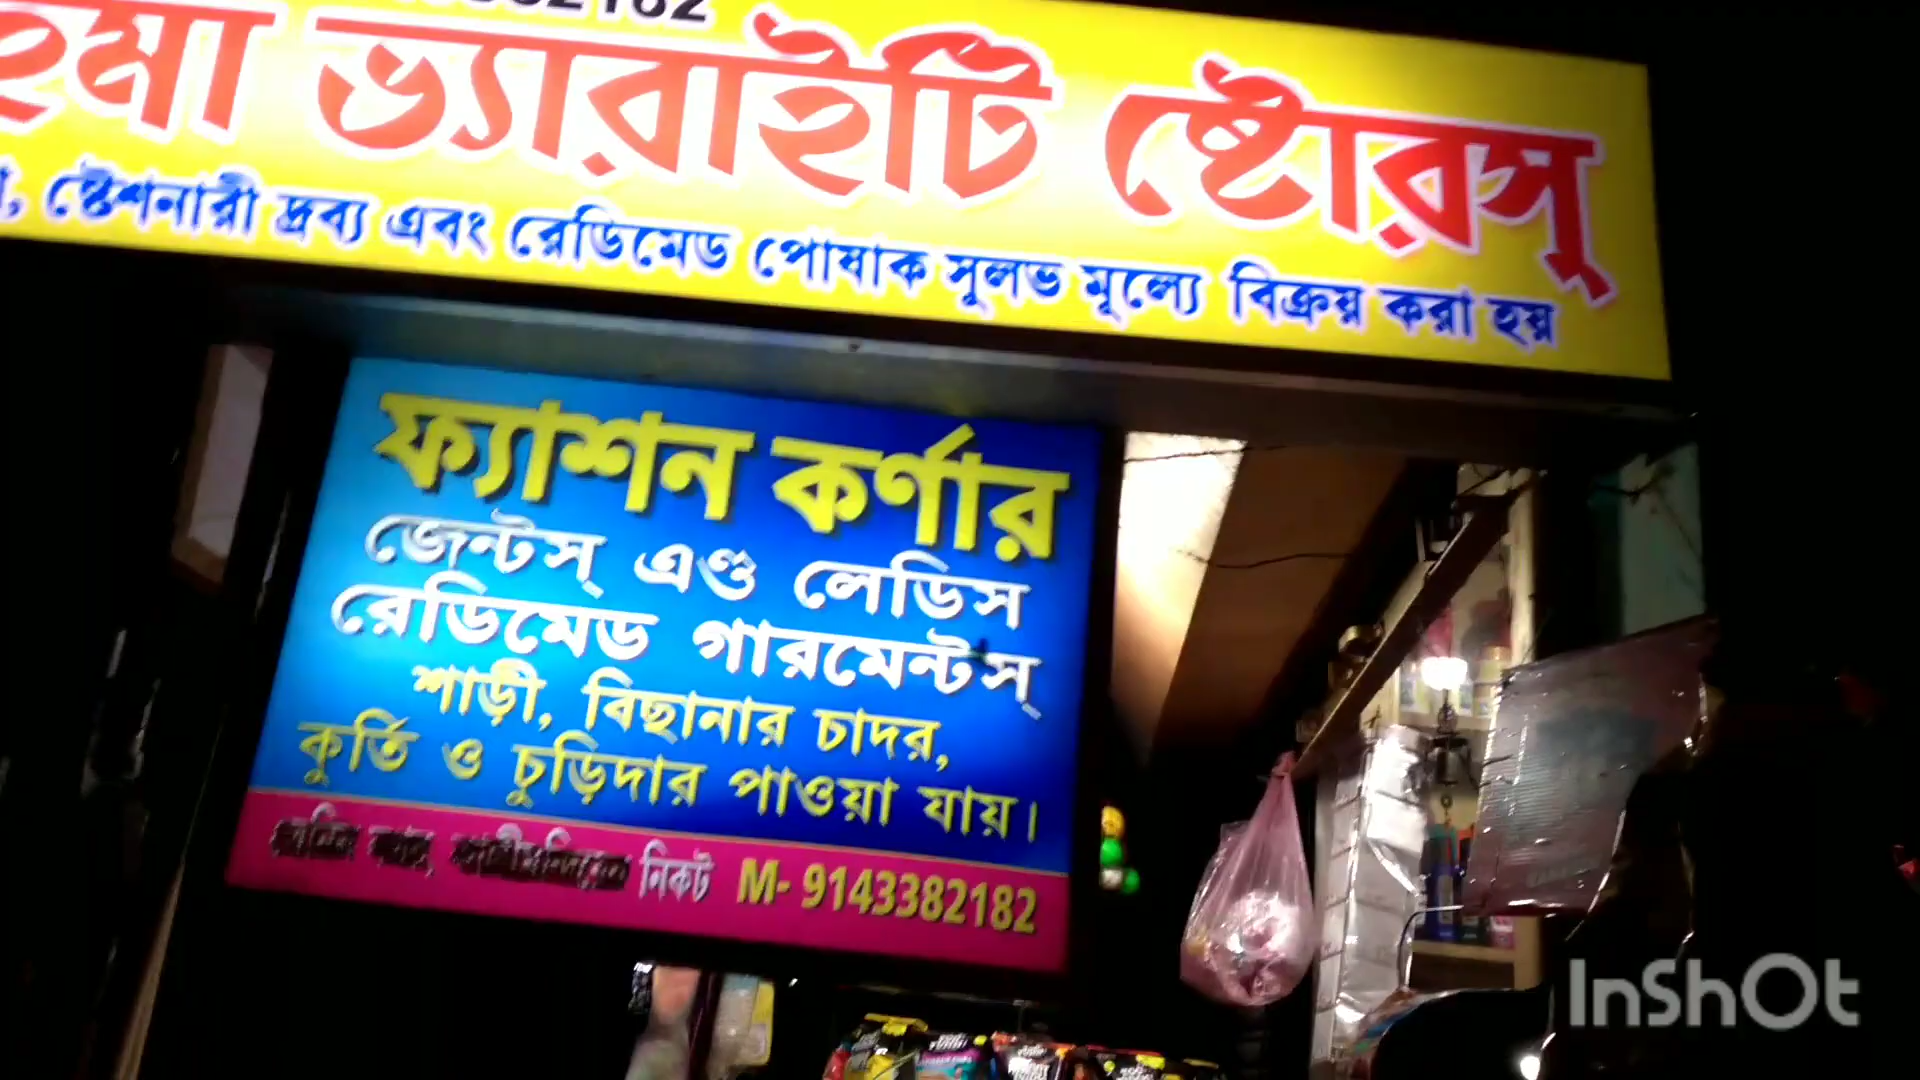 ভ্যারাইটি ষ্টোরস্
ষ্টেশনারী দ্রব্য এবং রেডিমেড পোষাক সুলভ মূল্যে বিক্রয় করা হয়
ফ্যাশন কর্ণার
জেন্টস্ এণ্ড লেডিস
রেডিমেড গারমেন্টস্
শাড়ী, বিছানার চাদর,
কুর্তি ও চুড়িদার পাওয়া যায়।
নিকট M- 9143382182
InShOt